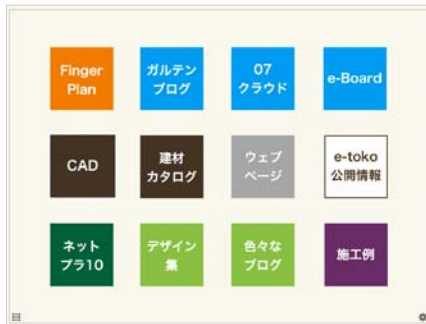 Finger
Plan
ガルテン
ブログ
07
クラウド
e-Board
CAD
建材
カタログ
ウェブ
ページ
e-toko
公開情報
ネット
プラ10
デザイン
集
色々な
ブログ
施工例